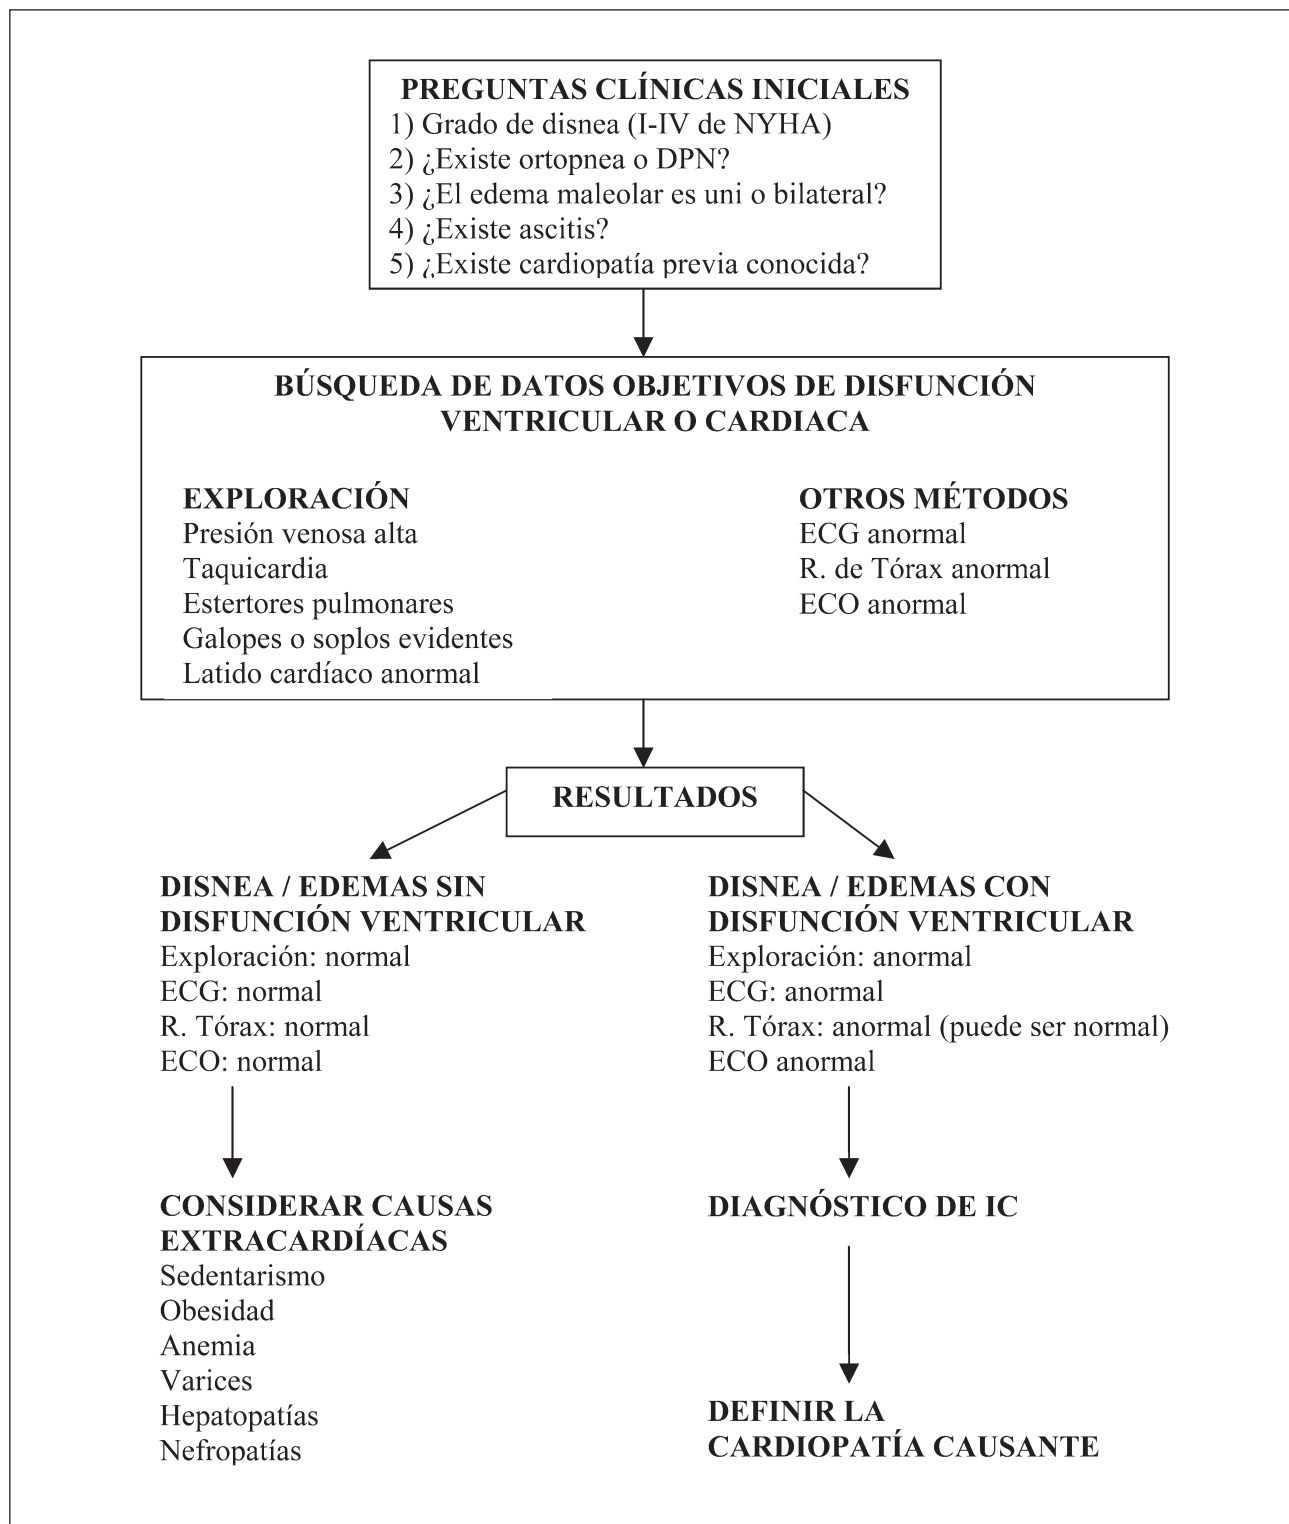 PREGUNTAS CLÍNICAS INICIALES
1) Grado de disnea (I-IV de NYHA)
2) ¿Existe ortopnea o DPN?
3) ¿El edema maleolar es uni o bilateral?
4) ¿Existe ascitis?
5) ¿Existe cardiopatía previa conocida?
BÚSQUEDA DE DATOS OBJETIVOS DE DISFUNCIÓN
VENTRICULAR O CARDIACA
EXPLORACIÓN
Presión venosa alta
Taquicardia
Estertores pulmonares
Galopes o soplos evidentes
Latido cardíaco anormal
OTROS MÉTODOS
ECG anormal
R. de Tórax anormal
ECO anormal
RESULTADOS
DISNEA / EDEMAS SIN
DISFUNCIÓN VENTRICULAR
Exploración: normal
ECG: normal
R. Tórax: normal
ECO: normal
CONSIDERAR CAUSAS
EXTRACARDÍACAS
Sedentarismo
Obesidad
Anemia
Varices
Hepatopatías
Nefropatías
DISNEA / EDEMAS CON
DISFUNCIÓN VENTRICULAR
Exploración: anormal
ECG: anormal
R. Tórax: anormal (puede ser normal)
ECO anormal
DIAGNÓSTICO DE IC
DEFINIR LA
CARDIOPATÍA CAUSANTE